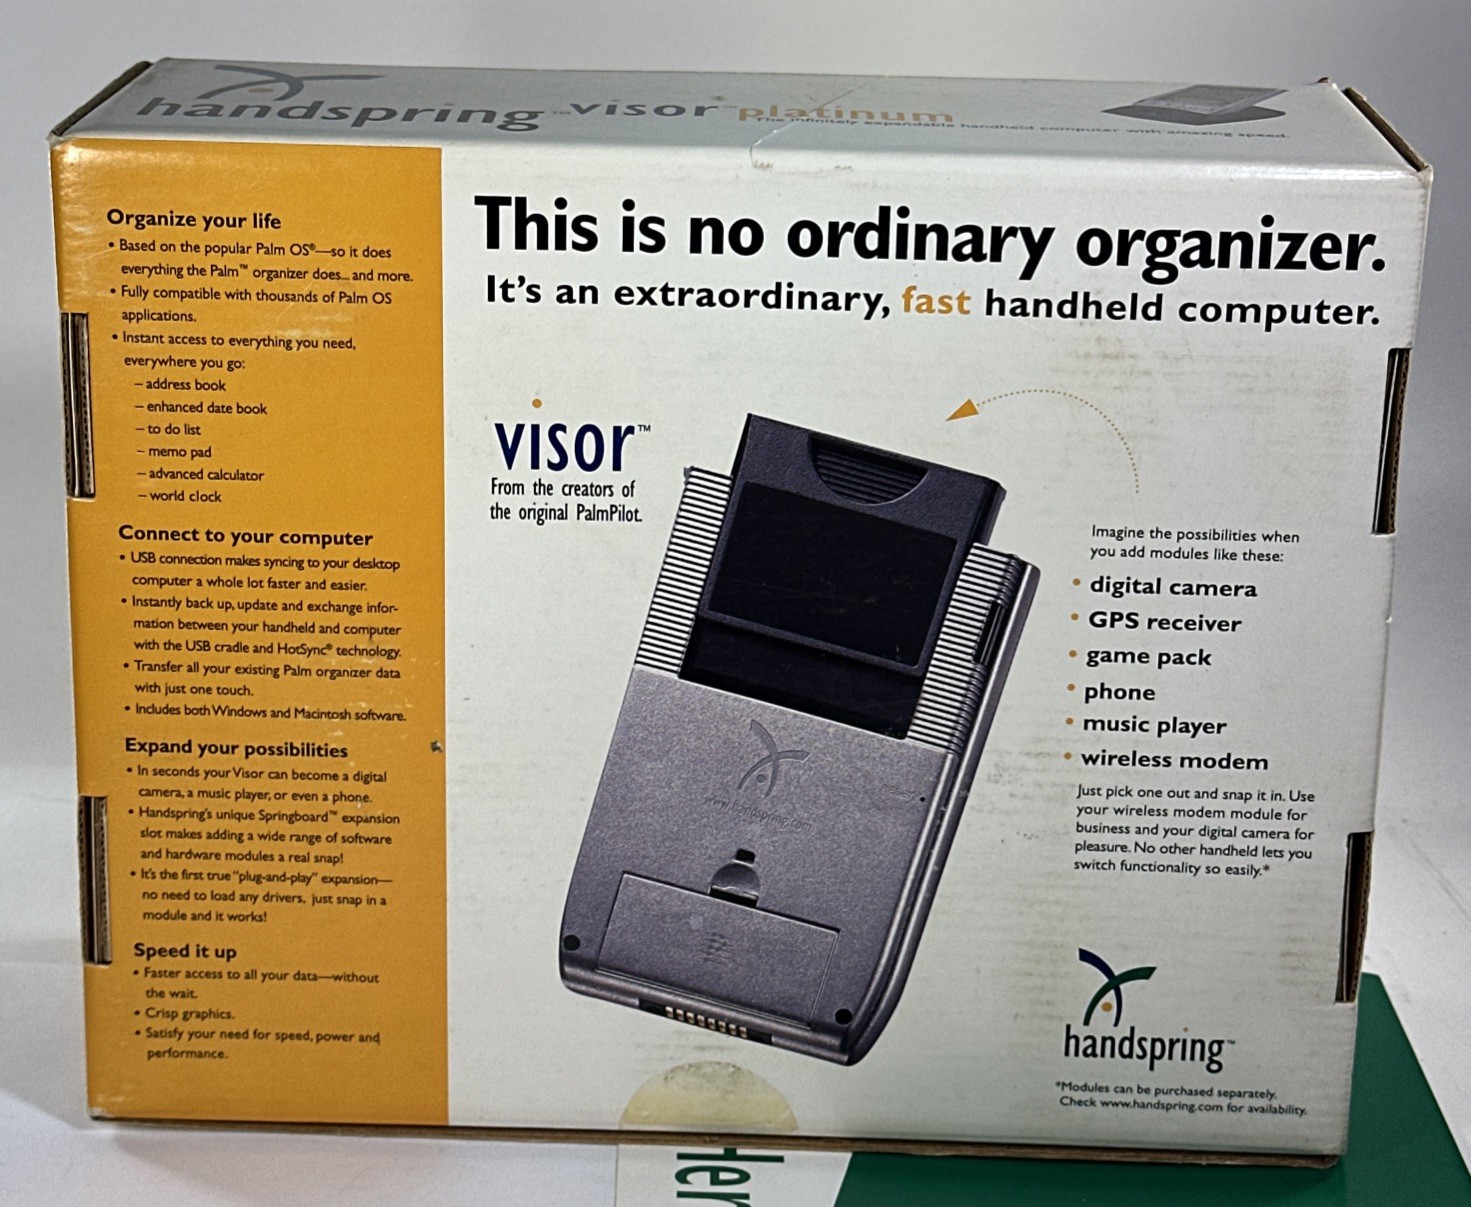 handspring™ visor™ platinum
The infinitely expandable handheld computer with amazing speed.
This is no ordinary organizer.
It's an extraordinary, fast handheld computer.
Organize your life
• Based on the popular Palm OS®—so it does
everything the Palm™ organizer does... and more.
• Fully compatible with thousands of Palm OS
applications.
• Instant access to everything you need,
everywhere you go:
– address book
– enhanced date book
– to do list
– memo pad
– advanced calculator
– world clock
Connect to your computer
• USB connection makes syncing to your desktop
computer a whole lot faster and easier.
• Instantly back up, update and exchange infor-
mation between your handheld and computer
with the USB cradle and HotSync® technology.
• Transfer all your existing Palm organizer data
with just one touch.
• Includes both Windows and Macintosh software.
Expand your possibilities
• In seconds your Visor can become a digital
camera, a music player, or even a phone.
• Handspring's unique Springboard™ expansion
slot makes adding a wide range of software
and hardware modules a real snap!
• It's the first true "plug-and-play" expansion—
no need to load any drivers, just snap in a
module and it works!
Speed it up
• Faster access to all your data—without
the wait.
• Crisp graphics.
• Satisfy your need for speed, power and
performance.
visor™
From the creators of
the original PalmPilot.
www.handspring.com
Imagine the possibilities when
you add modules like these:
• digital camera
• GPS receiver
• game pack
• phone
• music player
• wireless modem
Just pick one out and snap it in. Use
your wireless modem module for
business and your digital camera for
pleasure. No other handheld lets you
switch functionality so easily.*
handspring™
*Modules can be purchased separately.
Check www.handspring.com for availability.
Her